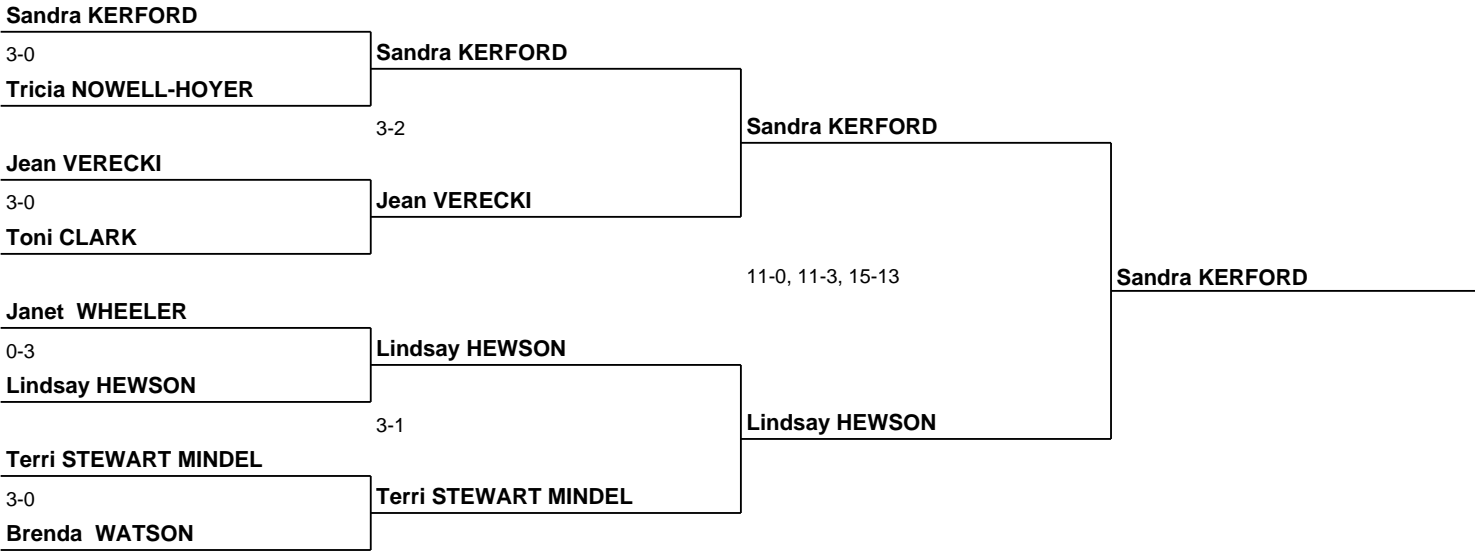 Sandra KERFORD
3-0
Sandra KERFORD
Tricia NOWELL-HOYER
3-2
Sandra KERFORD
Jean VERECKI
3-0
Jean VERECKI
Toni CLARK
11-0, 11-3, 15-13
Sandra KERFORD
Janet  WHEELER
0-3
Lindsay HEWSON
Lindsay HEWSON
3-1
Lindsay HEWSON
Terri STEWART MINDEL
3-0
Terri STEWART MINDEL
Brenda  WATSON